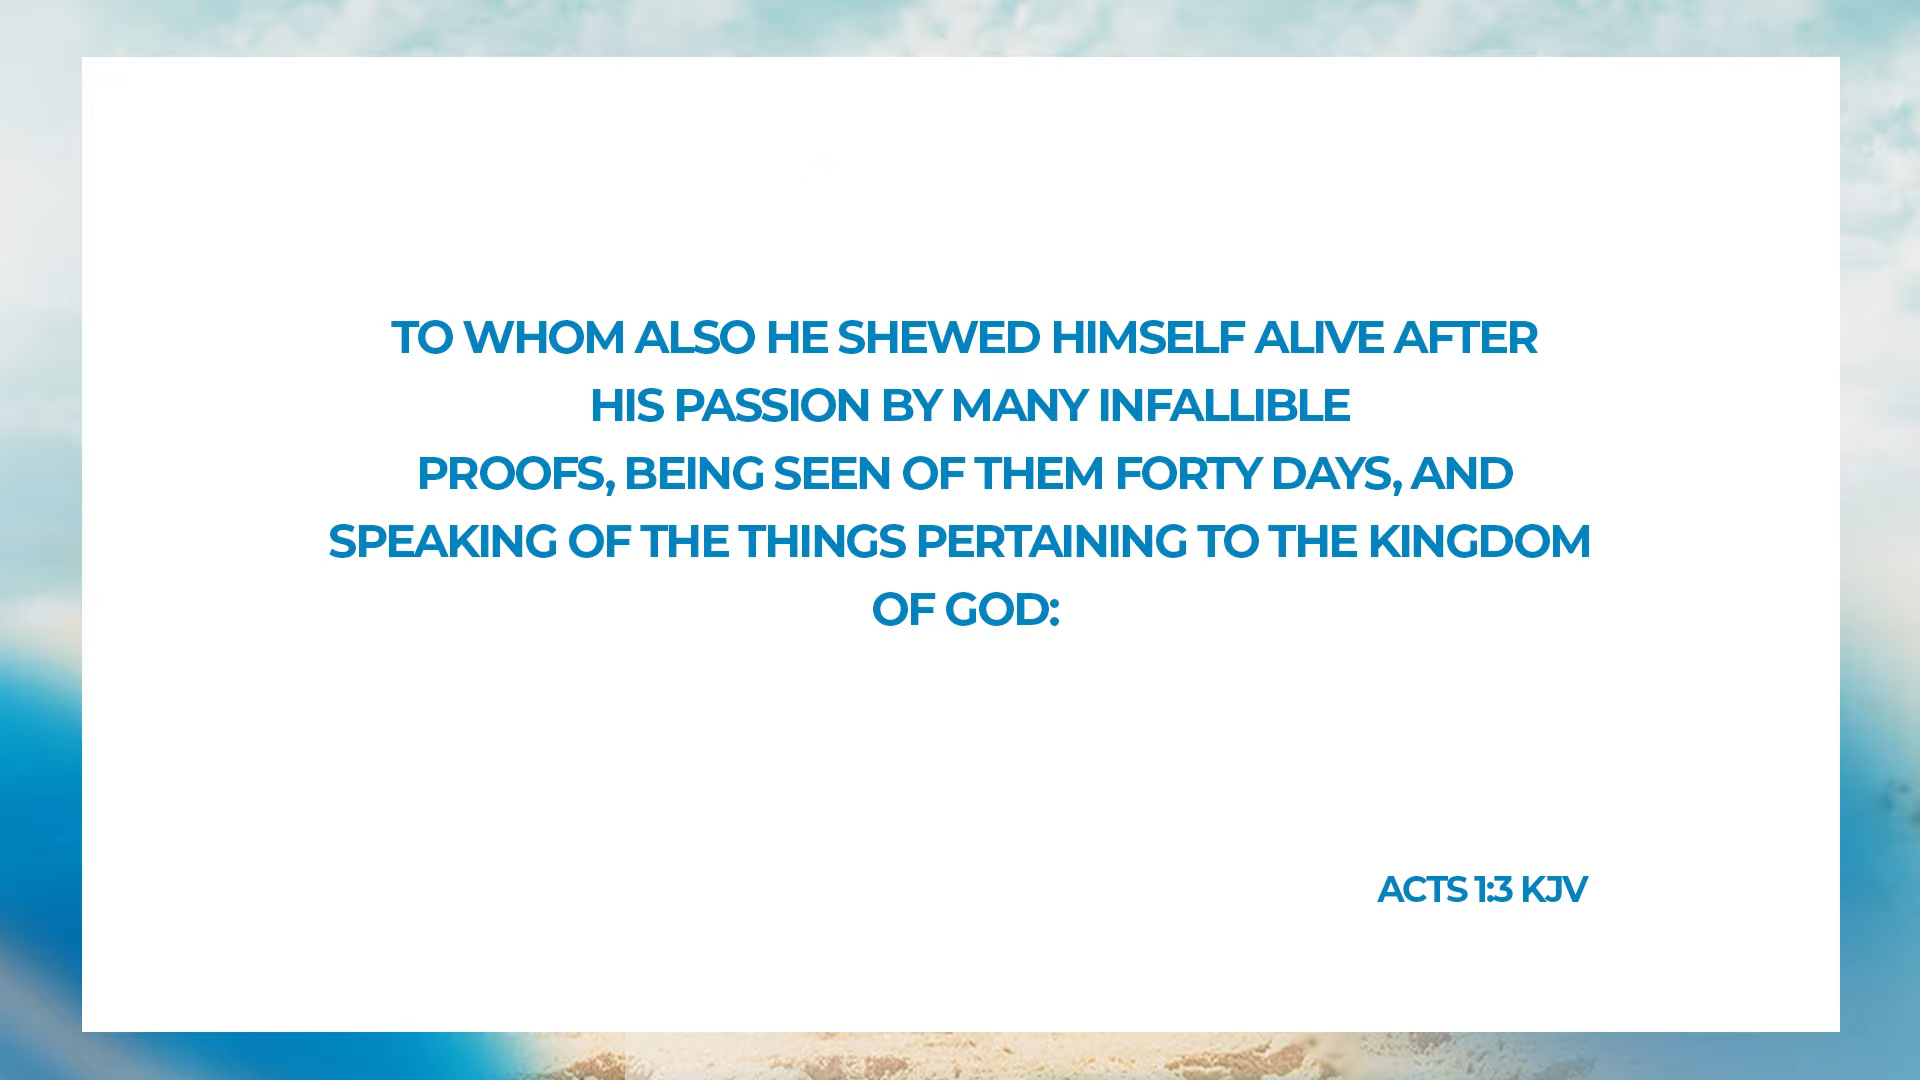 TO WHOM ALSO HE SHEWED HIMSELF ALIVE AFTER
HIS PASSION BY MANY INFALLIBLE
PROOFS, BEING SEEN OF THEM FORTY DAYS, AND
SPEAKING OF THE THINGS PERTAINING TO THE KINGDOM
OF GOD:
ACTS 1:3 KJV